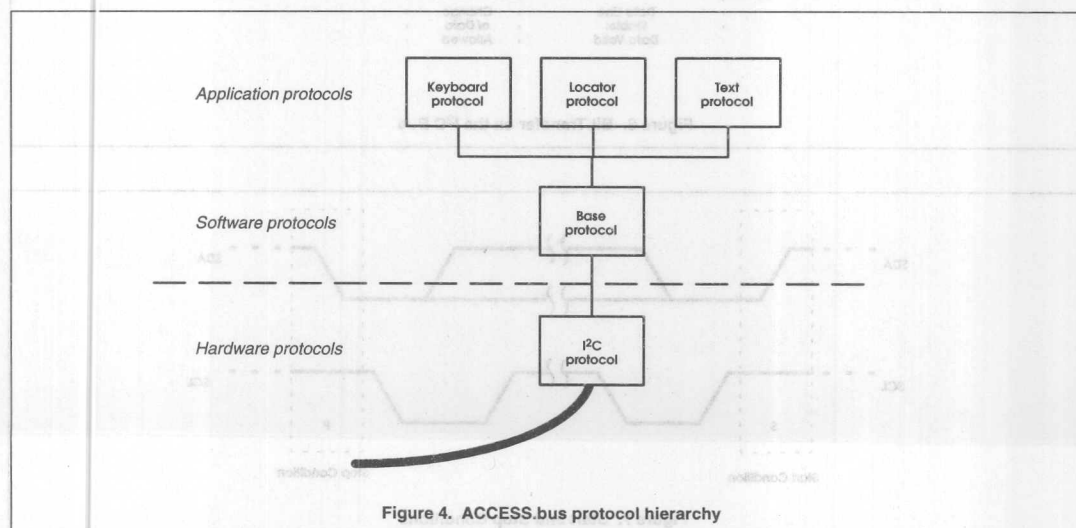 Application protocols
Keyboard
protocol
Locator
protocol
Text
protocol
Software protocols
Base
protocol
Hardware protocols
I²C
protocol
Figure 4. ACCESS.bus protocol hierarchy